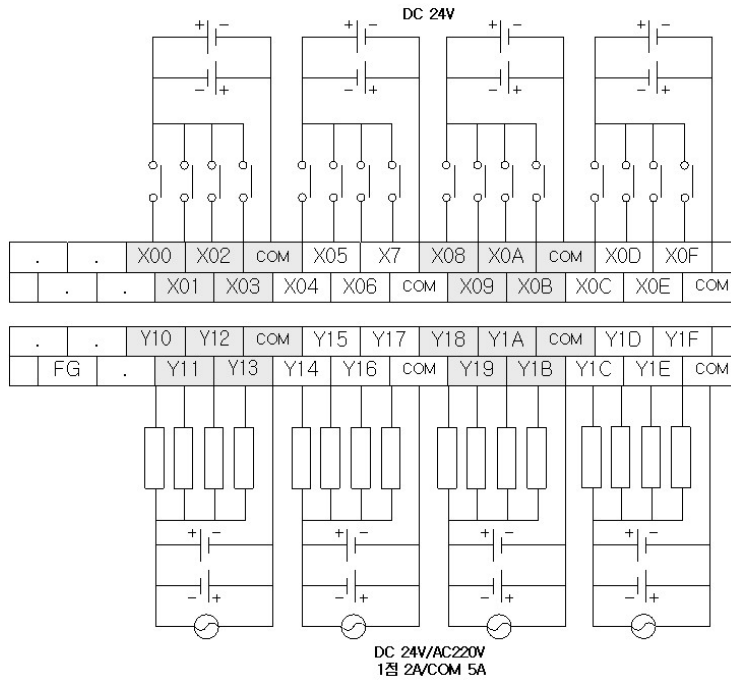 DC 24V
+ - + - + - + -
- + - + - + - +
. . X00 X02 COM X05 X7 X08 X0A COM X0D X0F
. . X01 X03 X04 X06 COM X09 X0B X0C X0E COM
. . Y10 Y12 COM Y15 Y17 Y18 Y1A COM Y1D Y1F
FG . Y11 Y13 Y14 Y16 COM Y19 Y1B Y1C Y1E COM
+ - + - + - + -
- + - + - + - +
DC 24V/AC220V
1점 2A/COM 5A